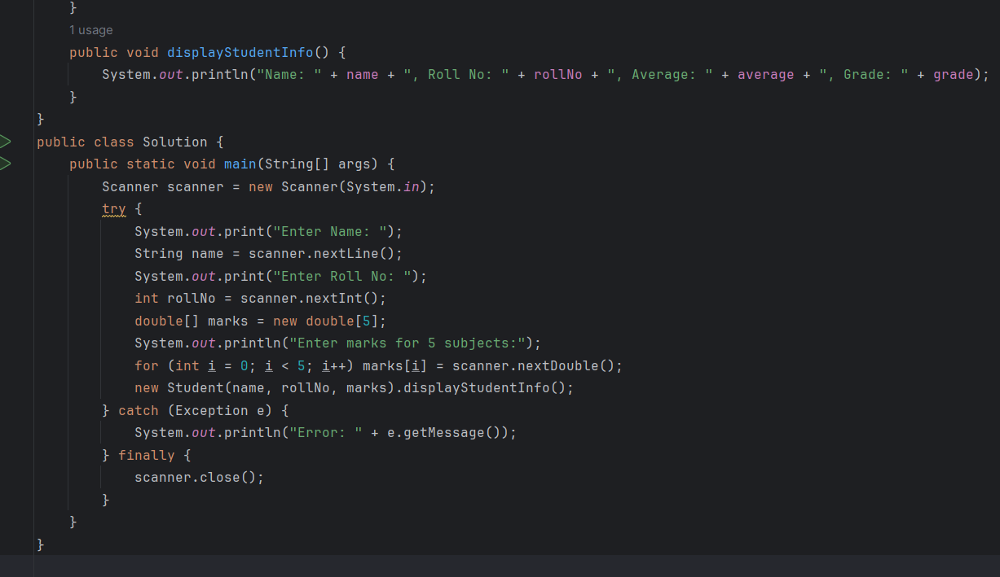 }
    1 usage
    public void displayStudentInfo() {
        System.out.println("Name: " + name + ", Roll No: " + rollNo + ", Average: " + average + ", Grade: " + grade);
    }
}
public class Solution {
    public static void main(String[] args) {
        Scanner scanner = new Scanner(System.in);
        try {
            System.out.print("Enter Name: ");
            String name = scanner.nextLine();
            System.out.print("Enter Roll No: ");
            int rollNo = scanner.nextInt();
            double[] marks = new double[5];
            System.out.println("Enter marks for 5 subjects:");
            for (int i = 0; i < 5; i++) marks[i] = scanner.nextDouble();
            new Student(name, rollNo, marks).displayStudentInfo();
        } catch (Exception e) {
            System.out.println("Error: " + e.getMessage());
        } finally {
            scanner.close();
        }
    }
}